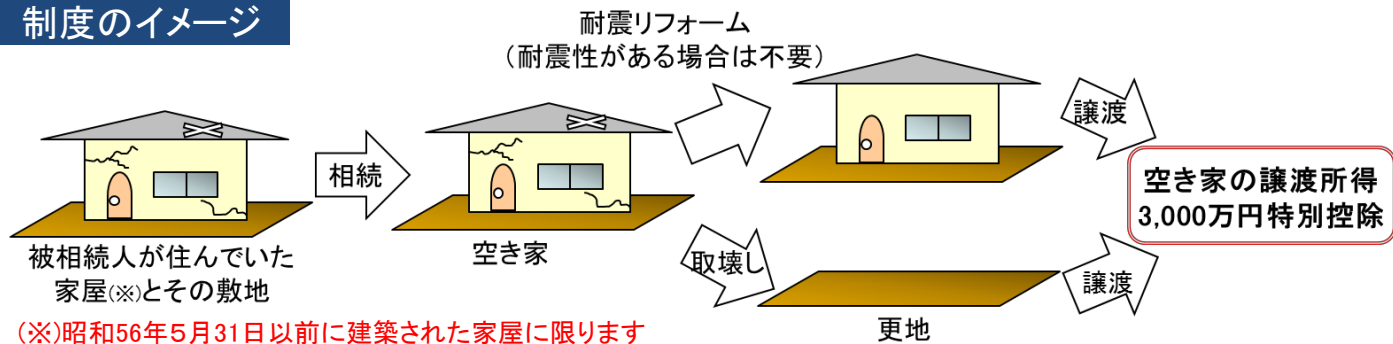 制度のイメージ
耐震リフォーム
（耐震性がある場合は不要）
被相続人が住んでいた
家屋(※)とその敷地
相続
空き家
取壊し
更地
譲渡
譲渡
空き家の譲渡所得
3,000万円特別控除
(※)昭和56年５月31日以前に建築された家屋に限ります